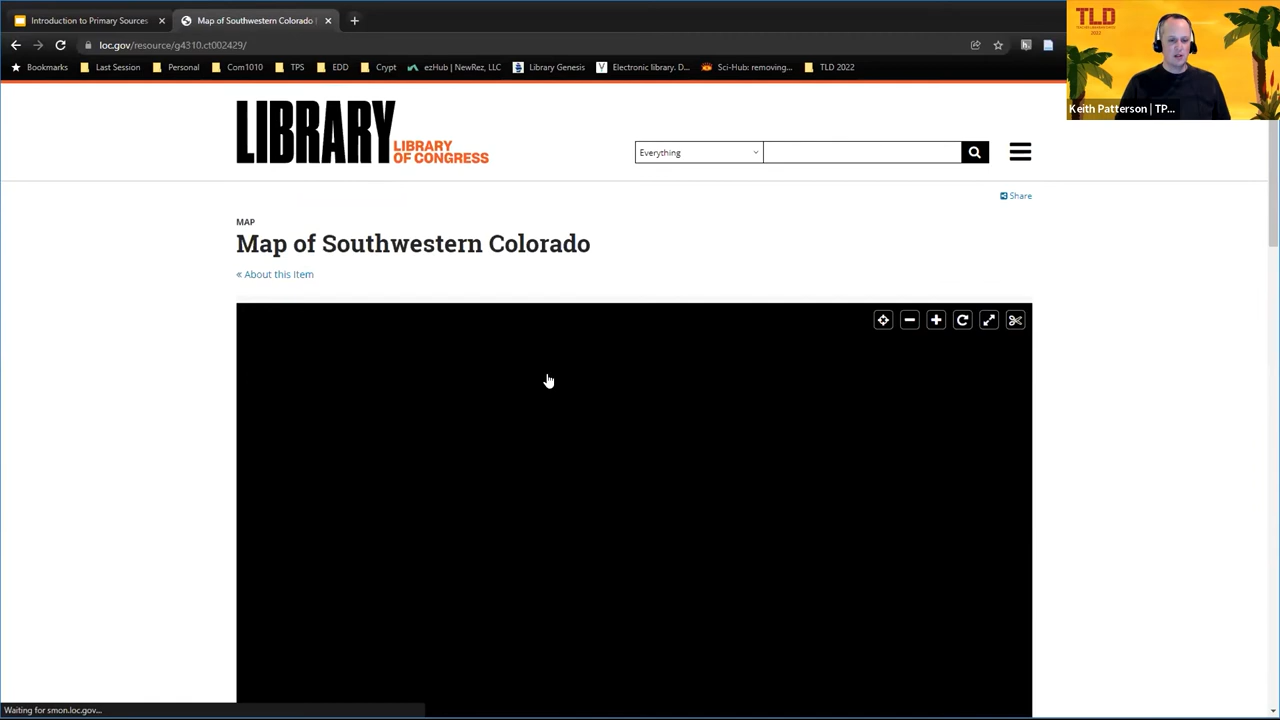 Introduction to Primary Sources
Map of Southwestern Colorado
loc.gov/resource/g4310.ct002429/
Bookmarks Last Session Personal Com1010 TPS EDD Crypt ezHub | NewRez, LLC Library Genesis Electronic library. D... Sci-Hub: removing... TLD 2022
TLD
Keith Patterson | TP...
LIBRARY
LIBRARY
OF CONGRESS
Everything
Share
MAP
Map of Southwestern Colorado
« About this Item
Waiting for smon.loc.gov...